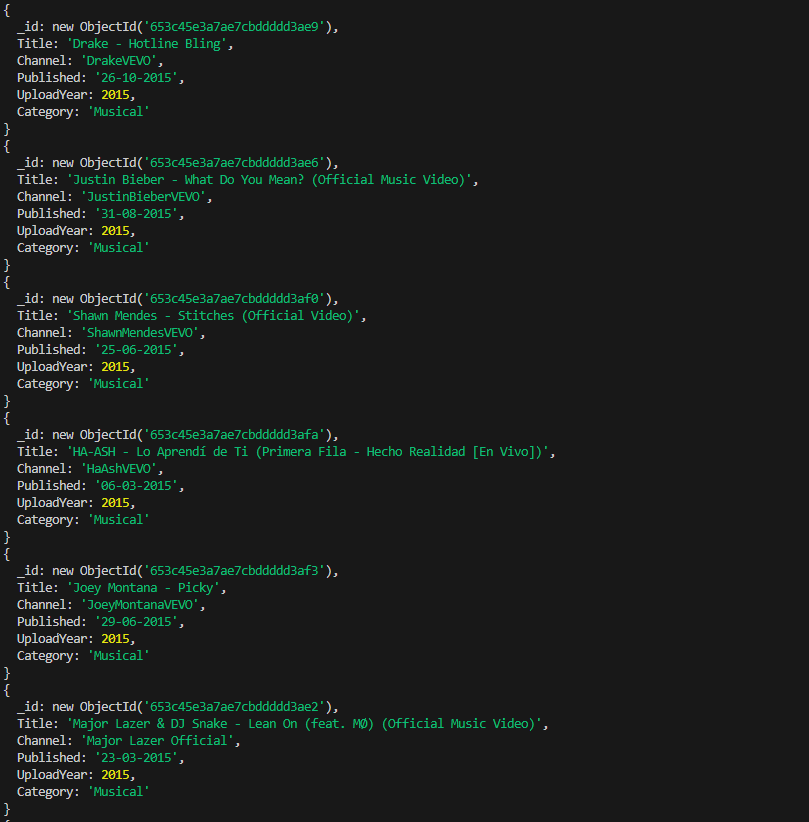 {
  _id: new ObjectId('653c45e3a7ae7cbddddd3ae9'),
  Title: 'Drake - Hotline Bling',
  Channel: 'DrakeVEVO',
  Published: '26-10-2015',
  UploadYear: 2015,
  Category: 'Musical'
}
{
  _id: new ObjectId('653c45e3a7ae7cbddddd3ae6'),
  Title: 'Justin Bieber - What Do You Mean? (Official Music Video)',
  Channel: 'JustinBieberVEVO',
  Published: '31-08-2015',
  UploadYear: 2015,
  Category: 'Musical'
}
{
  _id: new ObjectId('653c45e3a7ae7cbddddd3af0'),
  Title: 'Shawn Mendes - Stitches (Official Video)',
  Channel: 'ShawnMendesVEVO',
  Published: '25-06-2015',
  UploadYear: 2015,
  Category: 'Musical'
}
{
  _id: new ObjectId('653c45e3a7ae7cbddddd3afa'),
  Title: 'HA-ASH - Lo Aprendí de Ti (Primera Fila - Hecho Realidad [En Vivo])',
  Channel: 'HaAshVEVO',
  Published: '06-03-2015',
  UploadYear: 2015,
  Category: 'Musical'
}
{
  _id: new ObjectId('653c45e3a7ae7cbddddd3af3'),
  Title: 'Joey Montana - Picky',
  Channel: 'JoeyMontanaVEVO',
  Published: '29-06-2015',
  UploadYear: 2015,
  Category: 'Musical'
}
{
  _id: new ObjectId('653c45e3a7ae7cbddddd3ae2'),
  Title: 'Major Lazer & DJ Snake - Lean On (feat. MØ) (Official Music Video)',
  Channel: 'Major Lazer Official',
  Published: '23-03-2015',
  UploadYear: 2015,
  Category: 'Musical'
}